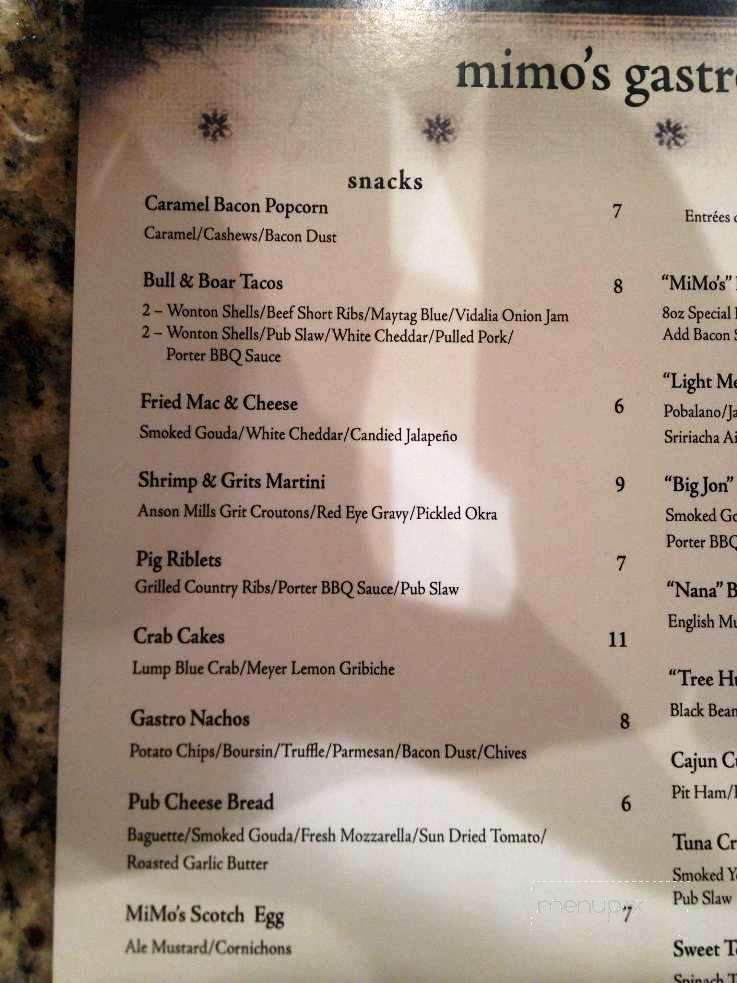 mimo's gastro
snacks
Caramel Bacon Popcorn 7
Caramel/Cashews/Bacon Dust
Bull & Boar Tacos 8
2 – Wonton Shells/Beef Short Ribs/Maytag Blue/Vidalia Onion Jam
2 – Wonton Shells/Pub Slaw/White Cheddar/Pulled Pork/
Porter BBQ Sauce
Fried Mac & Cheese 6
Smoked Gouda/White Cheddar/Candied Jalapeño
Shrimp & Grits Martini 9
Anson Mills Grit Croutons/Red Eye Gravy/Pickled Okra
Pig Riblets 7
Grilled Country Ribs/Porter BBQ Sauce/Pub Slaw
Crab Cakes 11
Lump Blue Crab/Meyer Lemon Gribiche
Gastro Nachos 8
Potato Chips/Boursin/Truffle/Parmesan/Bacon Dust/Chives
Pub Cheese Bread 6
Baguette/Smoked Gouda/Fresh Mozzarella/Sun Dried Tomato/
Roasted Garlic Butter
MiMo's Scotch Egg 7
Ale Mustard/Cornichons
Entrées
"MiMo's"
8oz Special
Add Bacon
"Light
Pobalano/
Sriricha
"Big Jon"
Smoked
Porter BBQ
"Nana"
English
"Tree
Black Bean
Cajun
Pit Ham/
Tuna
Smoked
Pub Slaw
Sweet
Spinach